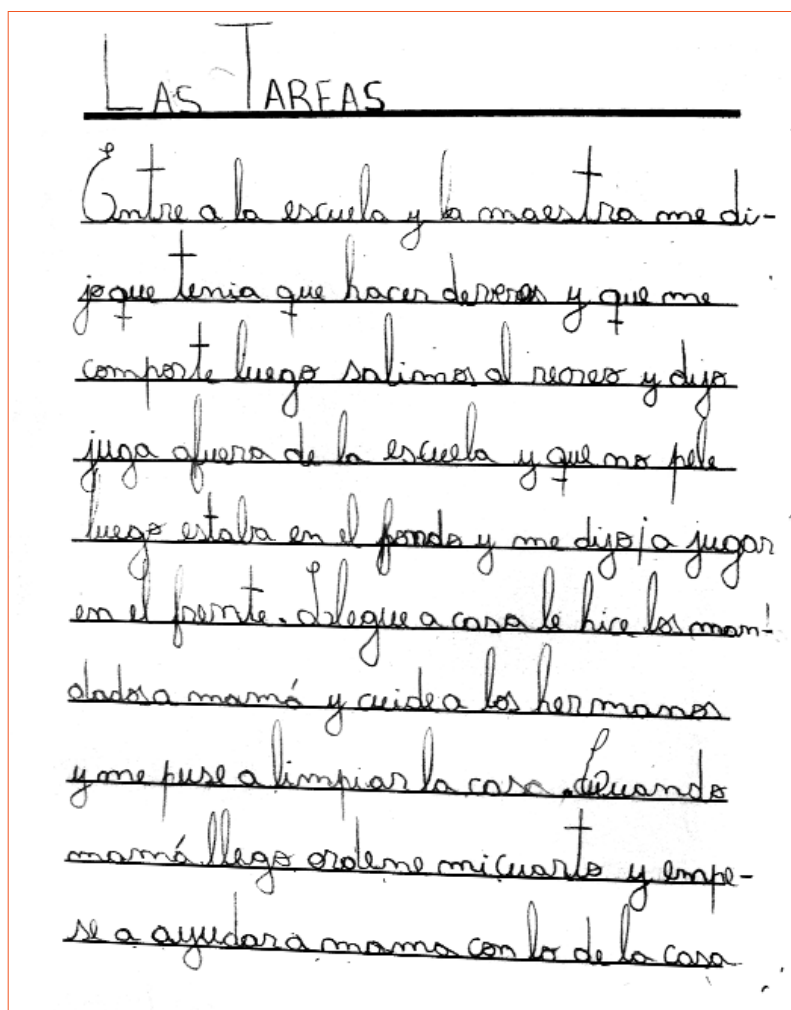 LAS TAREAS
Entre a la escuela y la maestra me di-
jo que tenia que hacer deveres y que me
comporte luego salimos al recreo y dijo
juga afuera de la escuela y que no pele
luego estaba en el fondo y me dijo ja jugar
en el frente. Llegue a casa le hice los man-
dados a mamá y cuide a los hermanos
y me puse a limpiar la casa. Cuando
mamá llego ordene mi cuarto y empe-
se a ayudar a mama con lo de la casa